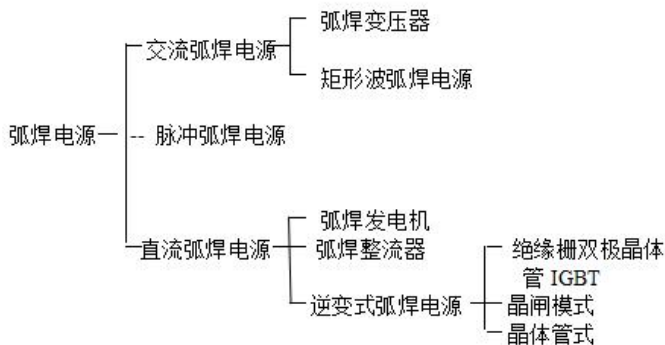 弧焊变压器
交流弧焊电源
矩形波弧焊电源
弧焊电源
-- 脉冲弧焊电源
弧焊发电机
直流弧焊电源
弧焊整流器
绝缘栅双极晶体
管 IGBT
逆变式弧焊电源
晶闸模式
晶体管式